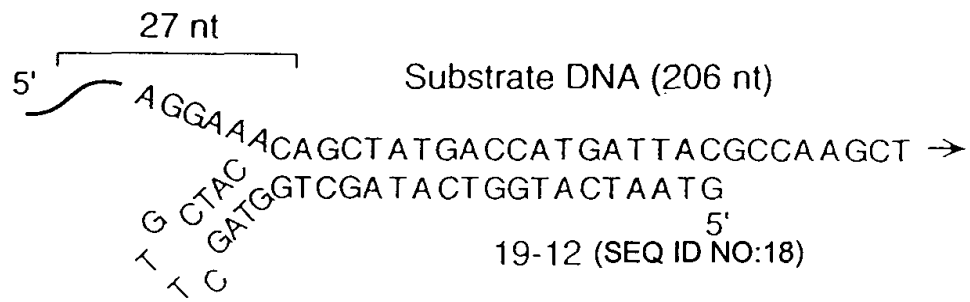 27 nt
5'
Substrate DNA (206 nt)
AGGAAACAGCTATGACCATGATTACGCCAAGCT →
CTAC
GATGGTCGATACTGGTACTAATG
G
T
T
C
5'
19-12 (SEQ ID NO:18)